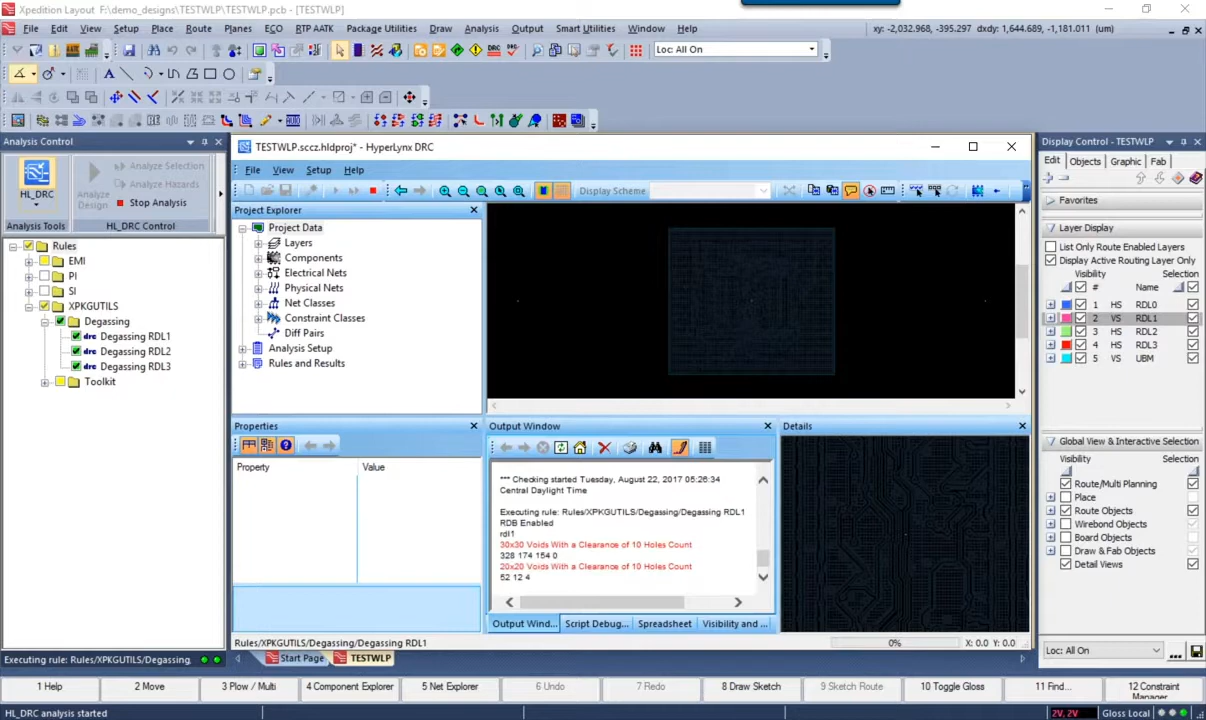 Xpedition Layout F:\demo_designs\TESTWLP\TESTWLP.pcb - [TESTWLP]
File Edit View Setup Place Route Planes ECO RTP AATK Package Utilities Draw Analysis Output Smart Utilities Window Help
xy: -2,032.968, -395.297 dxdy: 1,644.689, -1,181.011 (um)
Loc: All On
Analysis Control
HL_DRC
Analyze Design
Analyze Selection
Analyze Hazards
Stop Analysis
Analysis Tools
HL_DRC Control
Rules
EMI
PI
SI
XPKGUTILS
Degassing
drc Degassing RDL1
drc Degassing RDL2
drc Degassing RDL3
Toolkit
Executing rule: Rules/XPKGUTILS/Degassing,
TESTWLP.sccz.hldproj* - HyperLynx DRC
File View Setup Help
Display Scheme
Project Explorer
Project Data
Layers
Components
Electrical Nets
Physical Nets
Net Classes
Constraint Classes
Diff Pairs
Analysis Setup
Rules and Results
Properties
Property Value
Output Window
*** Checking started Tuesday, August 22, 2017 05:26:34
Central Daylight Time
Executing rule: Rules/XPKGUTILS/Degassing/Degassing RDL1
RDB Enabled
rdl1
30x30 Voids With a Clearance of 10 Holes Count
328 174 154 0
20x20 Voids With a Clearance of 10 Holes Count
52 12 4
Output Wind... Script Debug... Spreadsheet Visibility and ...
Details
Rules/XPKGUTILS/Degassing/Degassing RDL1
0%
X: 0.0 Y: 0.0
Start Page TESTWLP
Display Control - TESTWLP
Edit Objects Graphic Fab
Favorites
Layer Display
List Only Route Enabled Layers
Display Active Routing Layer Only
Visibility Selection
# Name
1 HS RDL0
2 VS RDL1
3 HS RDL2
4 HS RDL3
5 VS UBM
Global View & Interactive Selection
Visibility Selection
Route/Multi Planning
Place
Route Objects
Wirebond Objects
Board Objects
Draw & Fab Objects
Detail Views
Loc: All On
1 Help
2 Move
3 Plow / Multi
4 Component Explorer
5 Net Explorer
6 Undo
7 Redo
8 Draw Sketch
9 Sketch Route
10 Toggle Gloss
11 Find...
12 Constraint Manager
HL_DRC analysis started
2V, 2V
Gloss Local